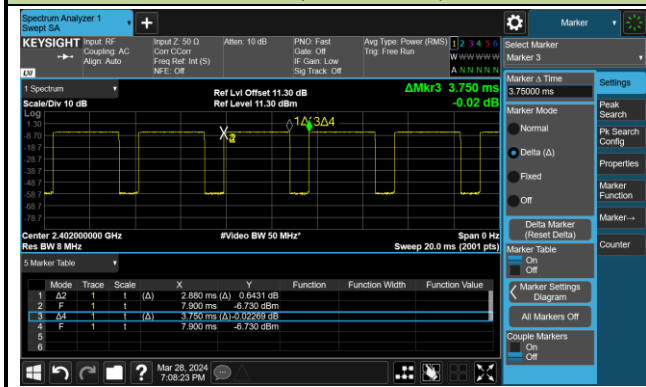 Spectrum Analyzer 1
Swept SA
+
Marker
KEYSIGHT
Input: RF
Coupling: AC
Align: Auto
Input Z: 50 Ω
Corr CCorr
Freq Ref: Int (S)
NFE: Off
Atten: 10 dB
PNO: Fast
Gate: Off
IF Gain: Low
Sig Track: Off
Avg Type: Power (RMS)
Trig: Free Run
1 2 3 4 5 6
W W W W W W
A N N N N N
LXI
Select Marker
Marker 3
1 Spectrum
Scale/Div 10 dB
Log
Ref Lvl Offset 11.30 dB
Ref Level 11.30 dBm
ΔMkr3 3.750 ms
-0.02 dB
1.30
-8.70
-18.7
-28.7
-38.7
-48.7
-58.7
-68.7
-78.7
X2
1Δ2 3Δ4
Center 2.402000000 GHz
Res BW 8 MHz
#Video BW 50 MHz*
Span 0 Hz
Sweep 20.0 ms (2001 pts)
5 Marker Table
Mode Trace Scale X Y Function Function Width Function Value
1 Δ2 1 t (Δ) 2.880 ms (Δ) 0.6431 dB
2 F 1 t 7.900 ms -6.730 dBm
3 Δ4 1 t (Δ) 3.750 ms (Δ) -0.02269 dB
4 F 1 t 7.900 ms -6.730 dBm
5
6
Marker Δ Time
3.75000 ms
Marker Mode
Normal
Delta (Δ)
Fixed
Off
Delta Marker
(Reset Delta)
Marker Table
On
Off
Marker Settings
Diagram
All Markers Off
Couple Markers
On
Off
Settings
Peak
Search
Pk Search
Config
Properties
Marker
Function
Marker→
Counter
?
Mar 28, 2024
7:08:23 PM